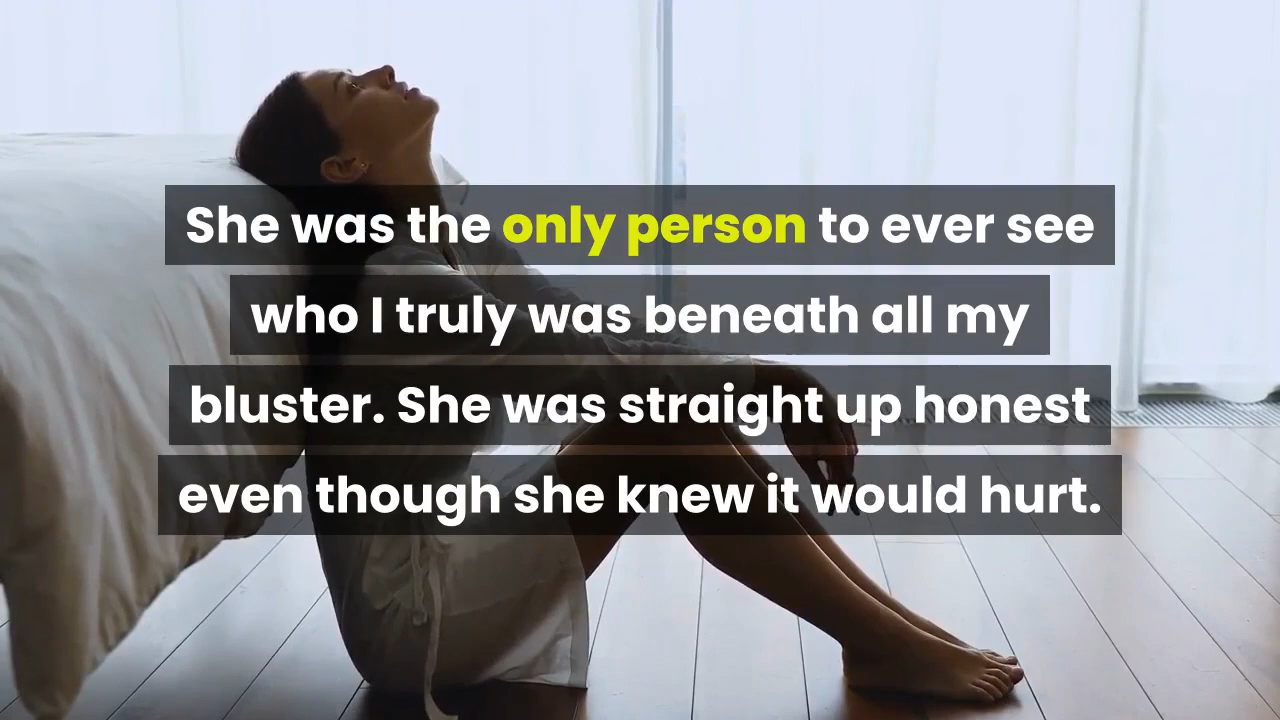 She was the only person to ever see
who I truly was beneath all my
bluster. She was straight up honest
even though she knew it would hurt.